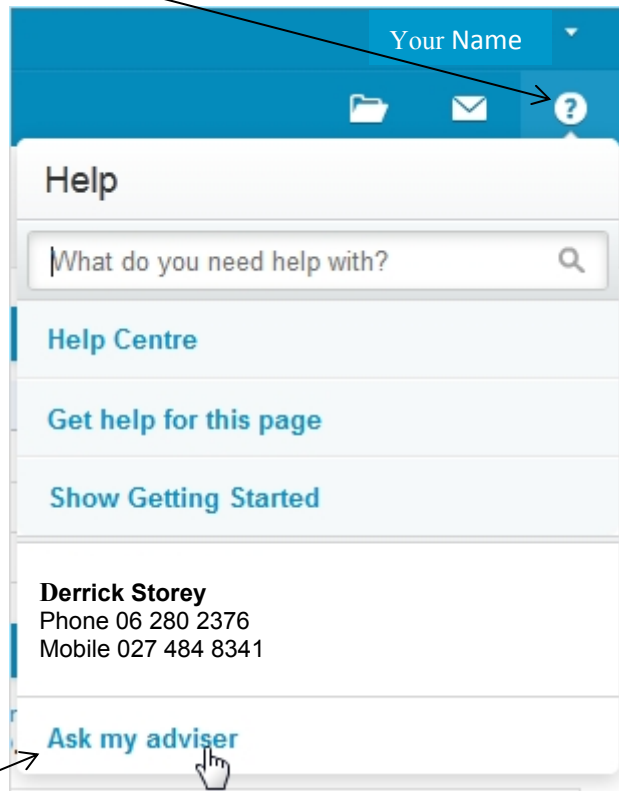 Your Name
Help
What do you need help with?
Help Centre
Get help for this page
Show Getting Started
Derrick Storey
Phone 06 280 2376
Mobile 027 484 8341
Ask my adviser